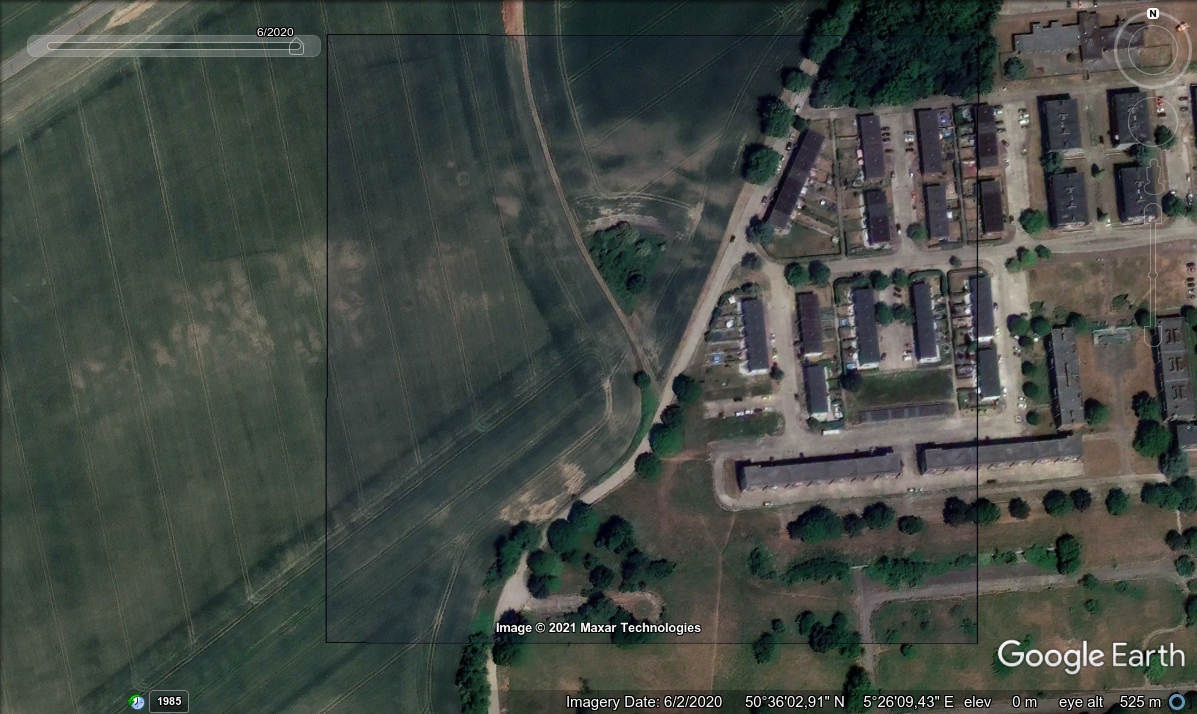 6/2020
N
Image © 2021 Maxar Technologies
Google Earth
1985
Imagery Date: 6/2/2020 50°36'02,91" N 5°26'09,43" E elev 0 m eye alt 525 m